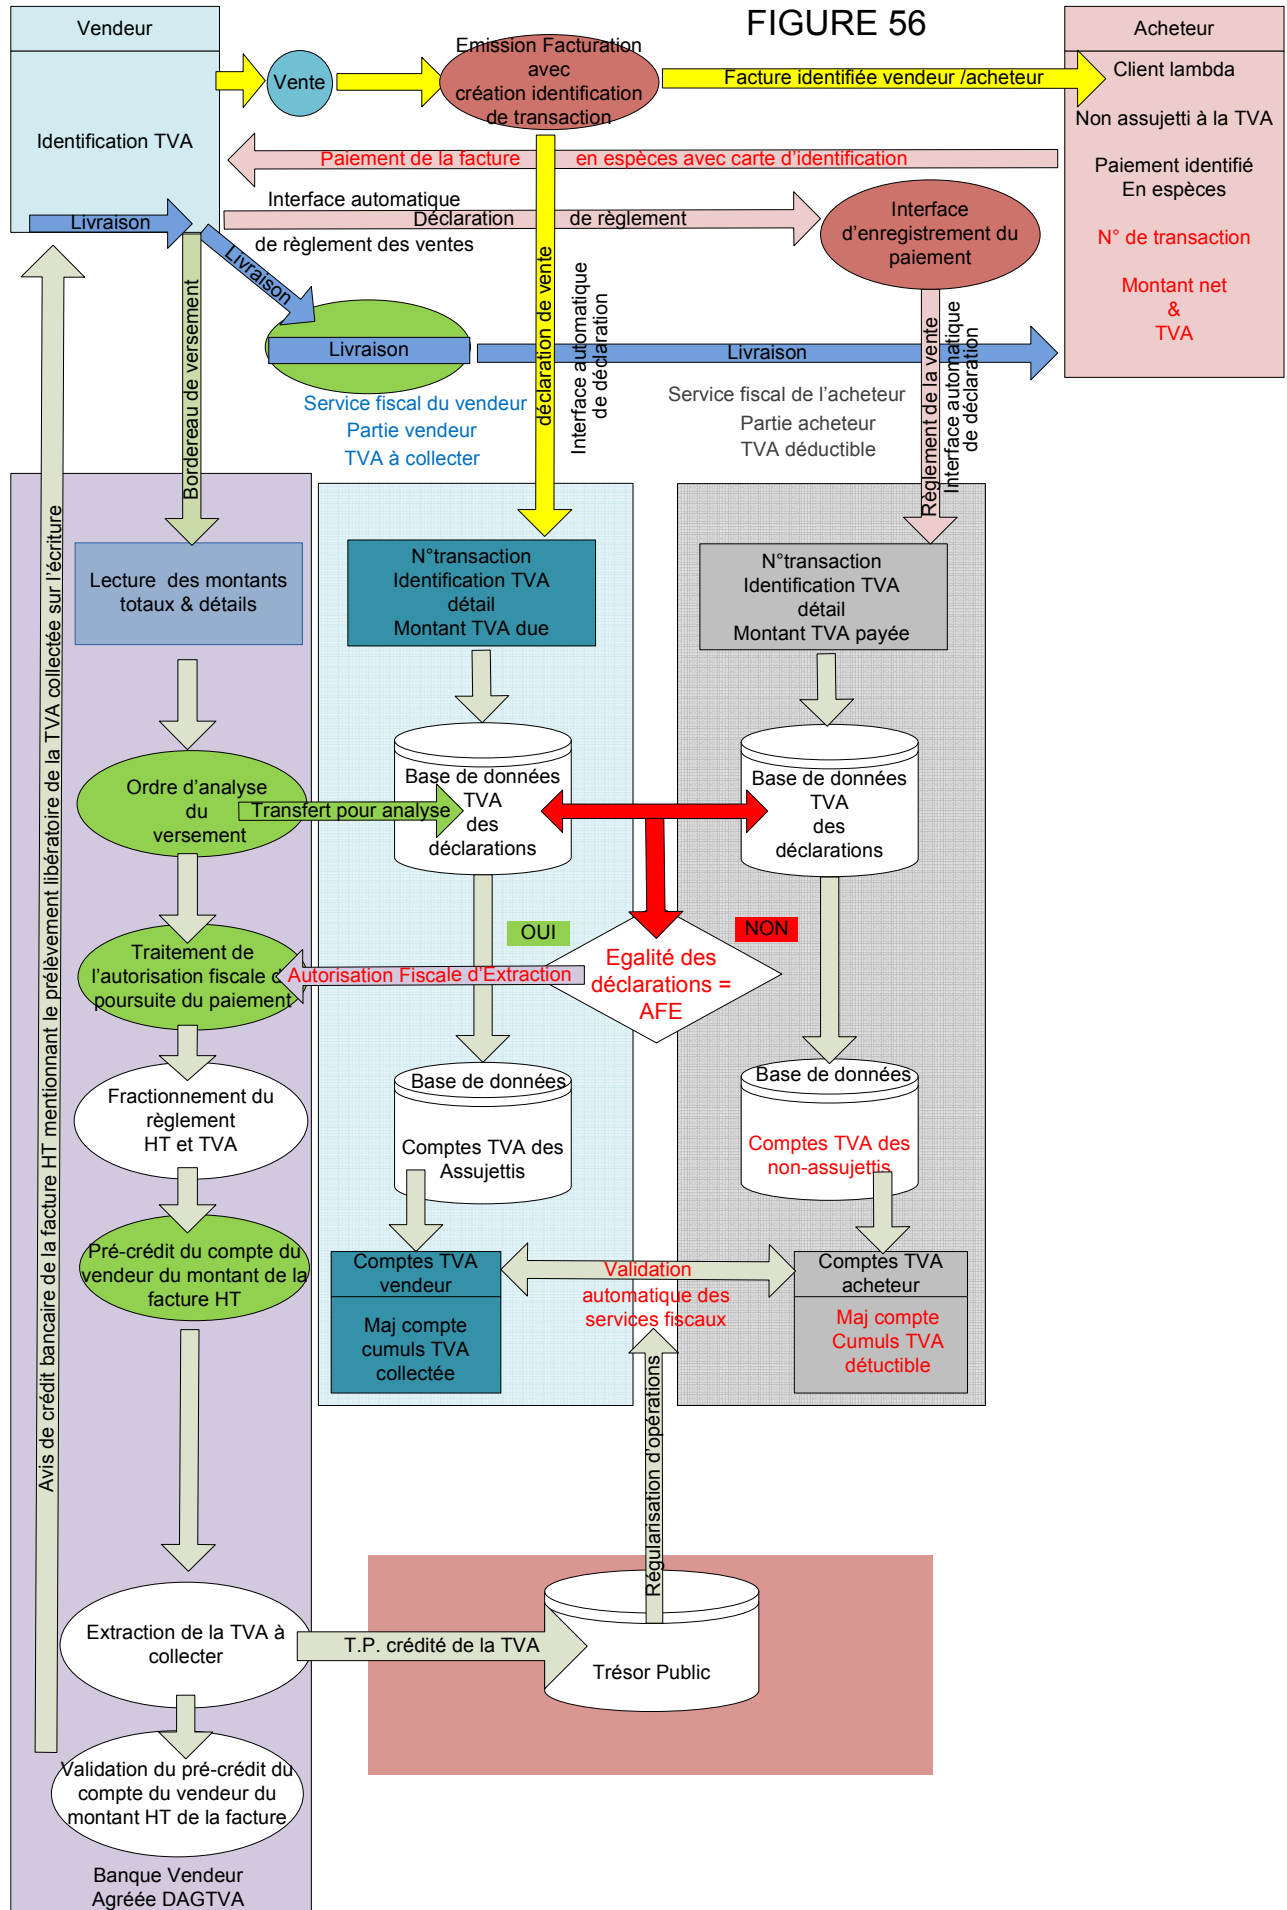 FIGURE 56
Vendeur
Identification TVA
Vente
Emission Facturation
avec
création identification
de transaction
Facture identifiée vendeur /acheteur
Acheteur
Client lambda
Non assujetti à la TVA
Paiement identifié
En espèces
N° de transaction
Montant net
&
TVA
Paiement de la facture en espèces avec carte d'identification
Interface automatique
Déclaration de règlement
de règlement des ventes
Interface
d'enregistrement du
paiement
Livraison
Livraison
Livraison
Livraison
Bordereau de versement
déclaration de vente
Interface automatique
de déclaration
Règlement de la vente
Interface automatique
de déclaration
Service fiscal du vendeur
Partie vendeur
TVA à collecter
Service fiscal de l'acheteur
Partie acheteur
TVA déductible
Avis de crédit bancaire de la facture HT mentionnant le prélèvement libératoire de la TVA collectée sur l'écriture
Lecture des montants
totaux & détails
N°transaction
Identification TVA
détail
Montant TVA due
N°transaction
Identification TVA
détail
Montant TVA payée
Ordre d'analyse
du
versement
Transfert pour analyse
Base de données
TVA
des
déclarations
Base de données
TVA
des
déclarations
OUI
NON
Egalité des
déclarations =
AFE
Autorisation Fiscale d'Extraction
Traitement de
l'autorisation fiscale
poursuite du paiement
Fractionnement du
règlement
HT et TVA
Base de données
Comptes TVA des
Assujettis
Base de données
Comptes TVA des
non-assujettis
Pré-crédit du compte du
vendeur du montant de la
facture HT
Comptes TVA
vendeur
Maj compte
cumuls TVA
collectée
Validation
automatique des
services fiscaux
Comptes TVA
acheteur
Maj compte
Cumuls TVA
détuctible
Régularisation d'opérations
Extraction de la TVA à
collecter
T.P. crédité de la TVA
Trésor Public
Validation du pré-crédit du
compte du vendeur du
montant HT de la facture
Banque Vendeur
Agréée DAGTVA